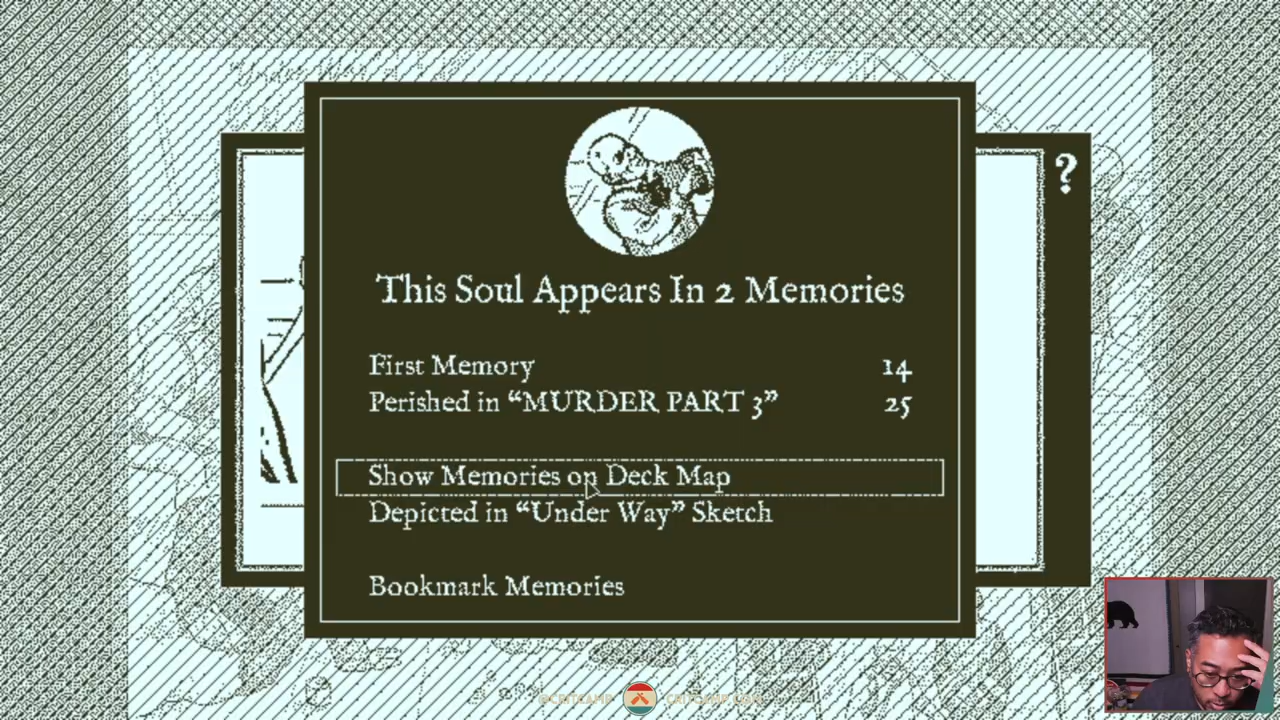 ?
This Soul Appears In 2 Memories
First Memory 14
Perished in “MURDER PART 3” 25
Show Memories on Deck Map
Depicted in “Under Way” Sketch
Bookmark Memories